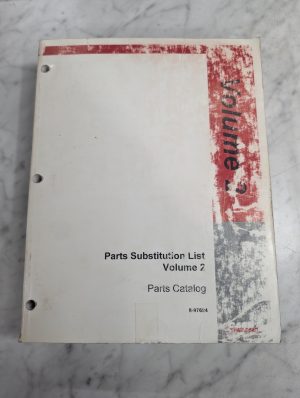 Volume 2
Parts Substitution List
Volume 2
Parts Catalog